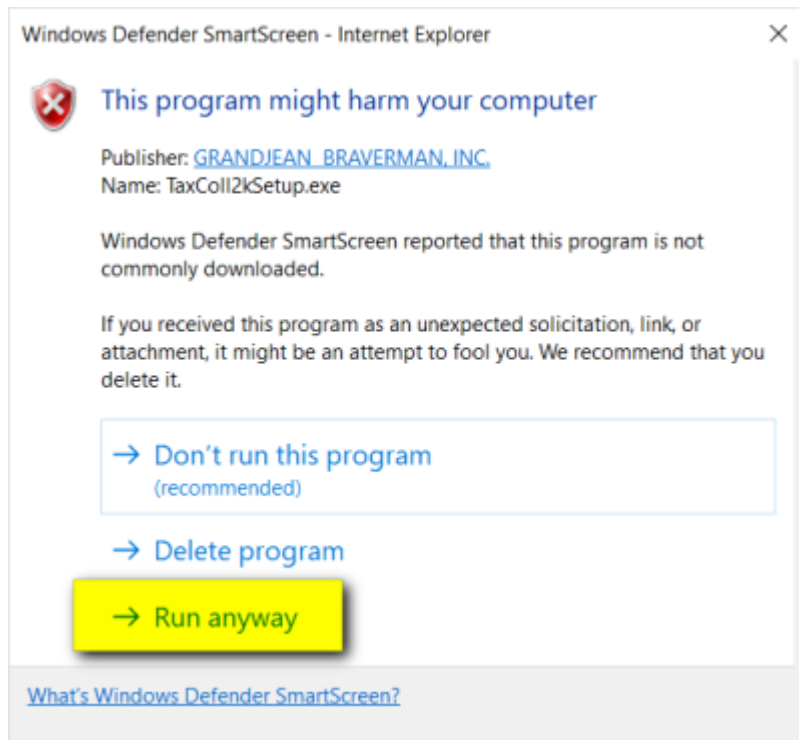 Windows Defender SmartScreen - Internet Explorer
This program might harm your computer
Publisher: GRANDJEAN BRAVERMAN, INC.
Name: TaxColl2kSetup.exe
Windows Defender SmartScreen reported that this program is not
commonly downloaded.
If you received this program as an unexpected solicitation, link, or
attachment, it might be an attempt to fool you. We recommend that you
delete it.
→ Don't run this program
(recommended)
→ Delete program
→ Run anyway
What's Windows Defender SmartScreen?